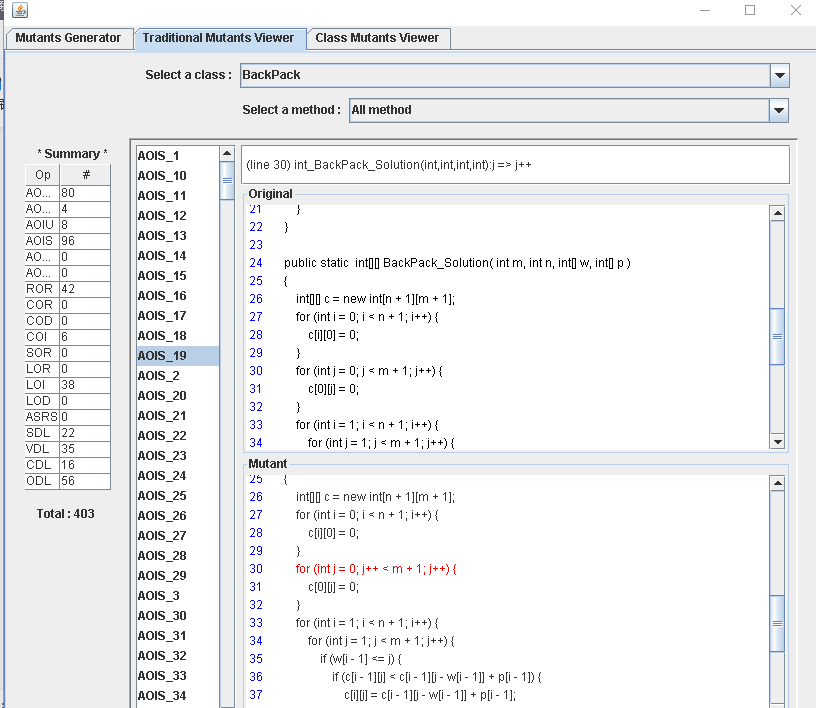 Mutants Generator
Traditional Mutants Viewer
Class Mutants Viewer
Select a class :
BackPack
Select a method :
All method
* Summary *
Op #
AO... 80
AO... 4
AOIU 8
AOIS 96
AO... 0
AO... 0
ROR 42
COR 0
COD 0
COI 6
SOR 0
LOR 0
LOI 38
LOD 0
ASRS 0
SDL 22
VDL 35
CDL 16
ODL 56
Total : 403
AOIS_1
AOIS_10
AOIS_11
AOIS_12
AOIS_13
AOIS_14
AOIS_15
AOIS_16
AOIS_17
AOIS_18
AOIS_19
AOIS_2
AOIS_20
AOIS_21
AOIS_22
AOIS_23
AOIS_24
AOIS_25
AOIS_26
AOIS_27
AOIS_28
AOIS_29
AOIS_3
AOIS_30
AOIS_31
AOIS_32
AOIS_33
AOIS_34
(line 30) int_BackPack_Solution(int,int,int,int):j => j++
Original
21 }
22 }
23
24 public static int[][] BackPack_Solution( int m, int n, int[] w, int[] p )
25 {
26 int[][] c = new int[n + 1][m + 1];
27 for (int i = 0; i < n + 1; i++) {
28 c[i][0] = 0;
29 }
30 for (int j = 0; j < m + 1; j++) {
31 c[0][j] = 0;
32 }
33 for (int i = 1; i < n + 1; i++) {
34 for (int j = 1; j < m + 1; j++) {
Mutant
25 {
26 int[][] c = new int[n + 1][m + 1];
27 for (int i = 0; i < n + 1; i++) {
28 c[i][0] = 0;
29 }
30 for (int j = 0; j++ < m + 1; j++) {
31 c[0][j] = 0;
32 }
33 for (int i = 1; i < n + 1; i++) {
34 for (int j = 1; j < m + 1; j++) {
35 if (w[i - 1] <= j) {
36 if (c[i - 1][j] < c[i - 1][j - w[i - 1]] + p[i - 1]) {
37 c[i][j] = c[i - 1][j - w[i - 1]] + p[i - 1];